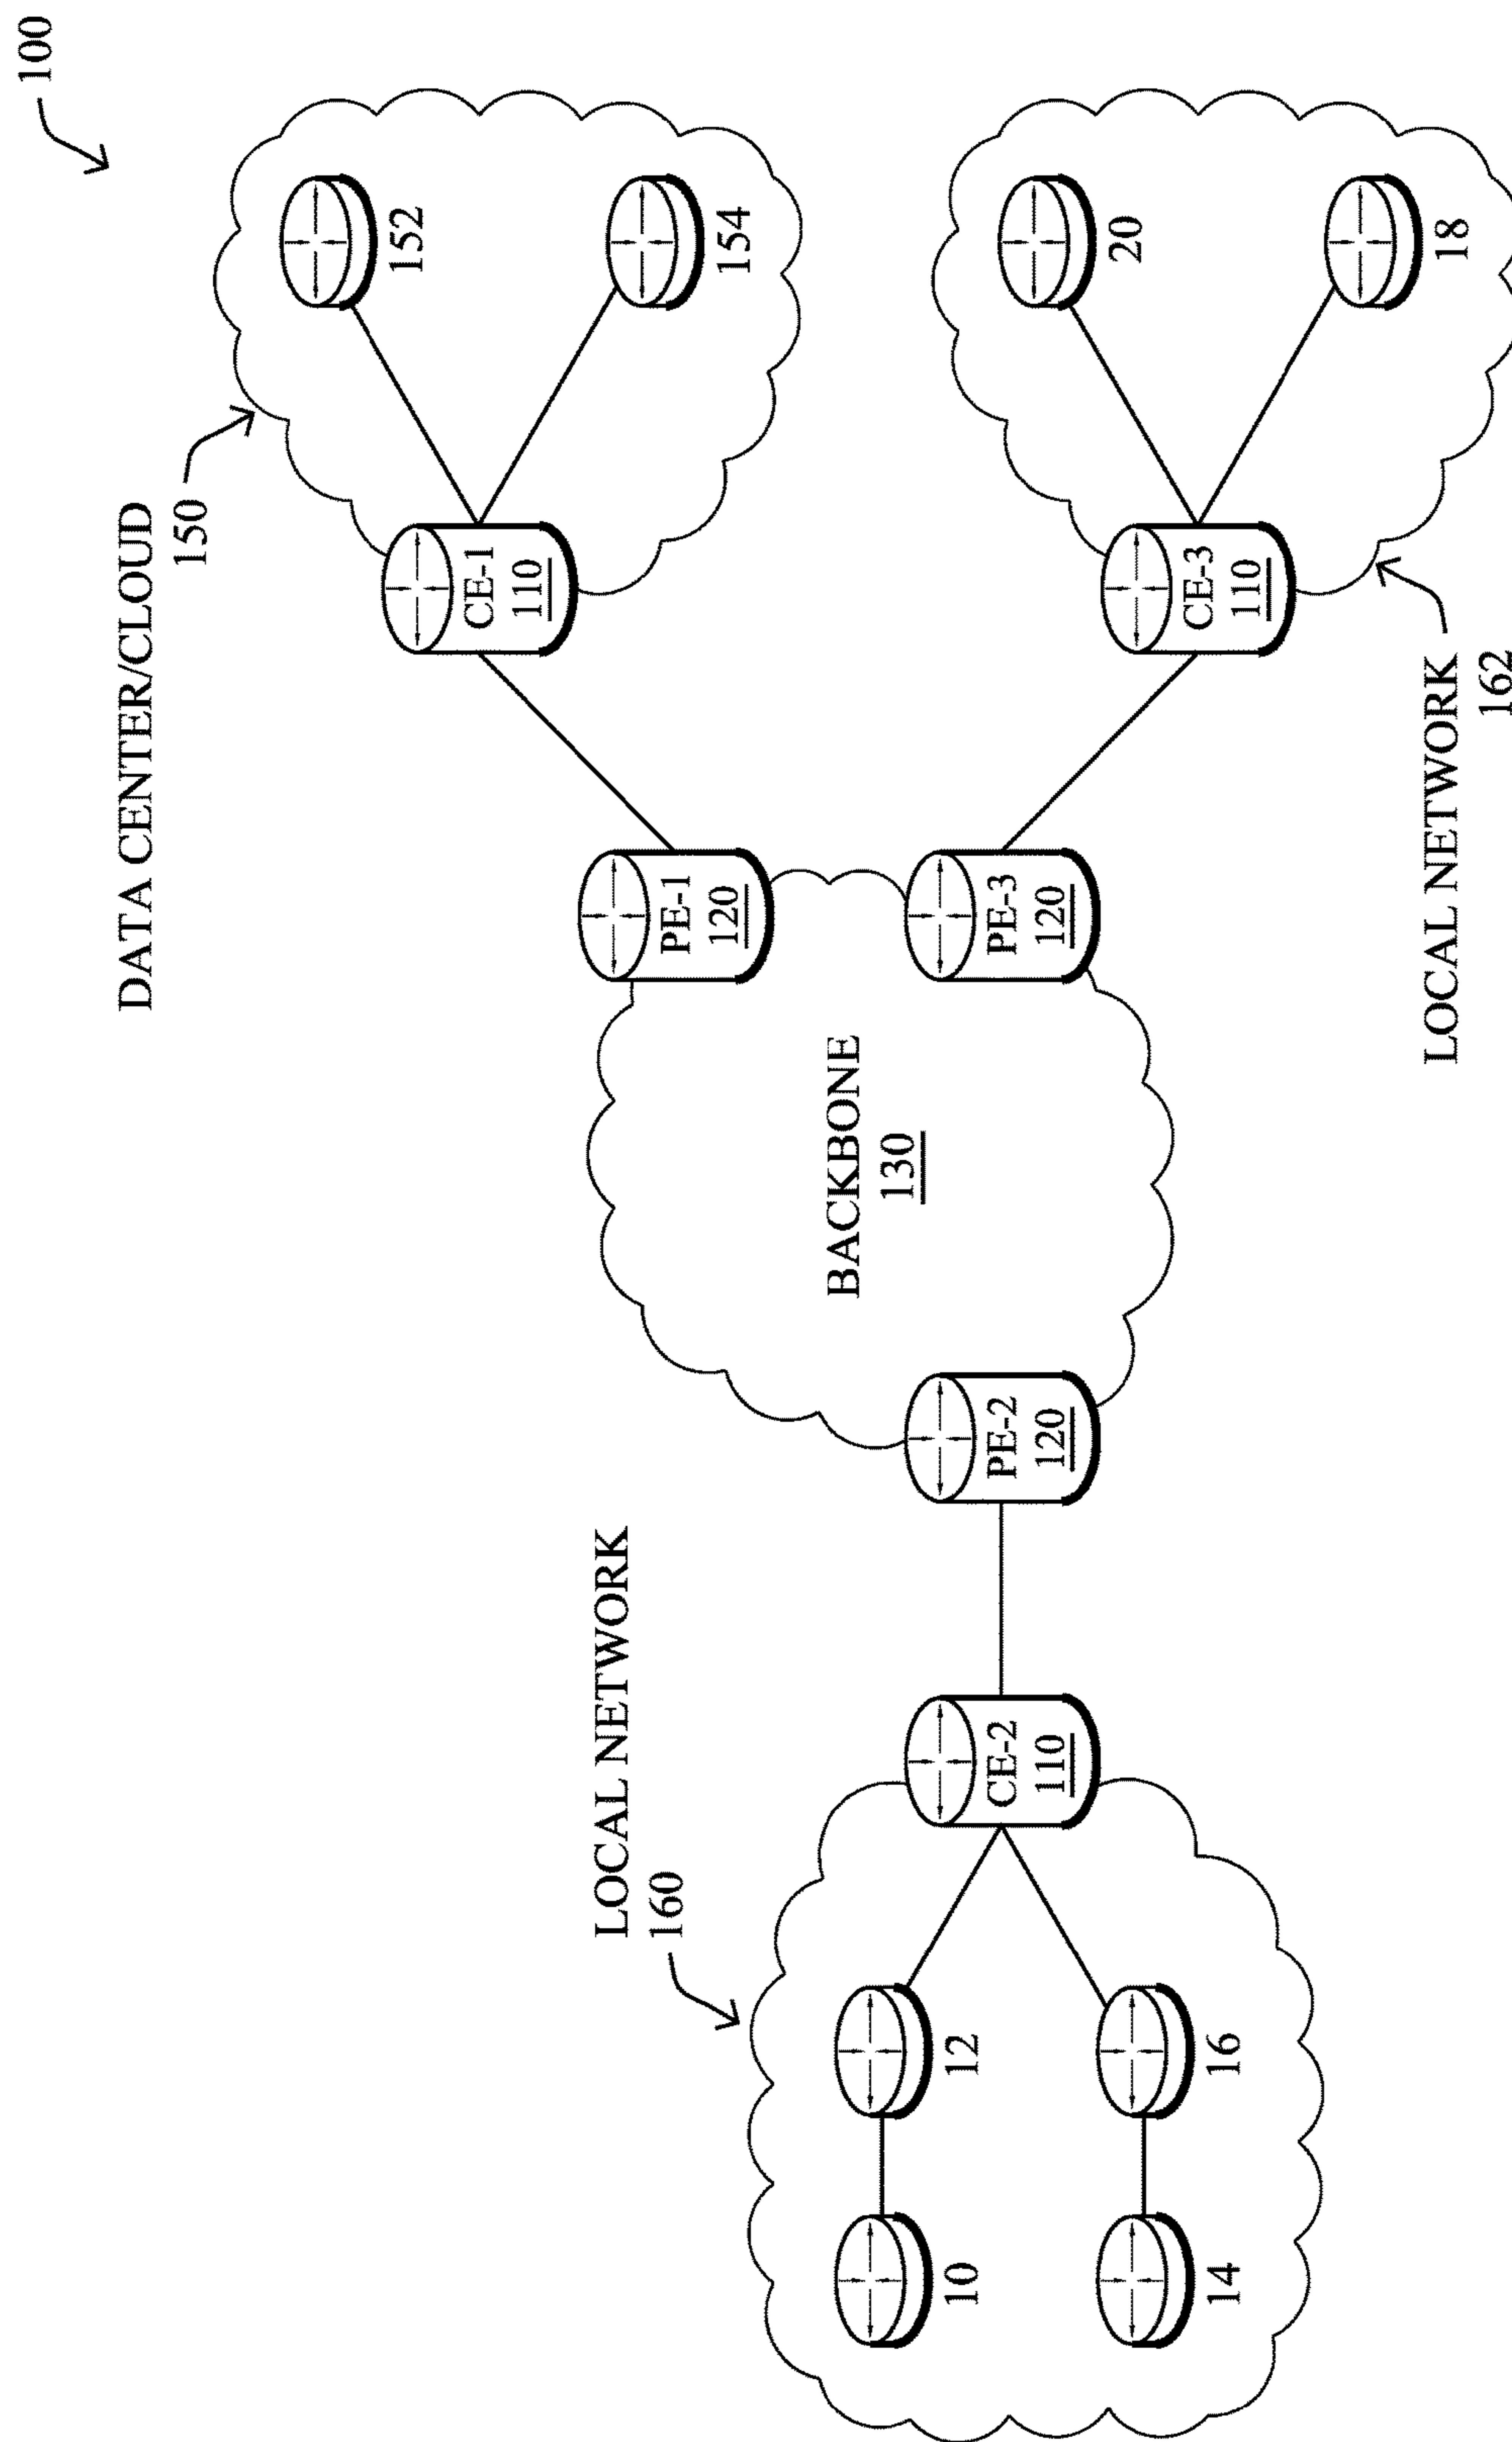 100
DATA CENTER/CLOUD
150
152
154
CE-1
110
PE-1
120
BACKBONE
130
PE-3
120
CE-3
110
20
18
LOCAL NETWORK
162
PE-2
120
LOCAL NETWORK
160
CE-2
110
12
16
10
14